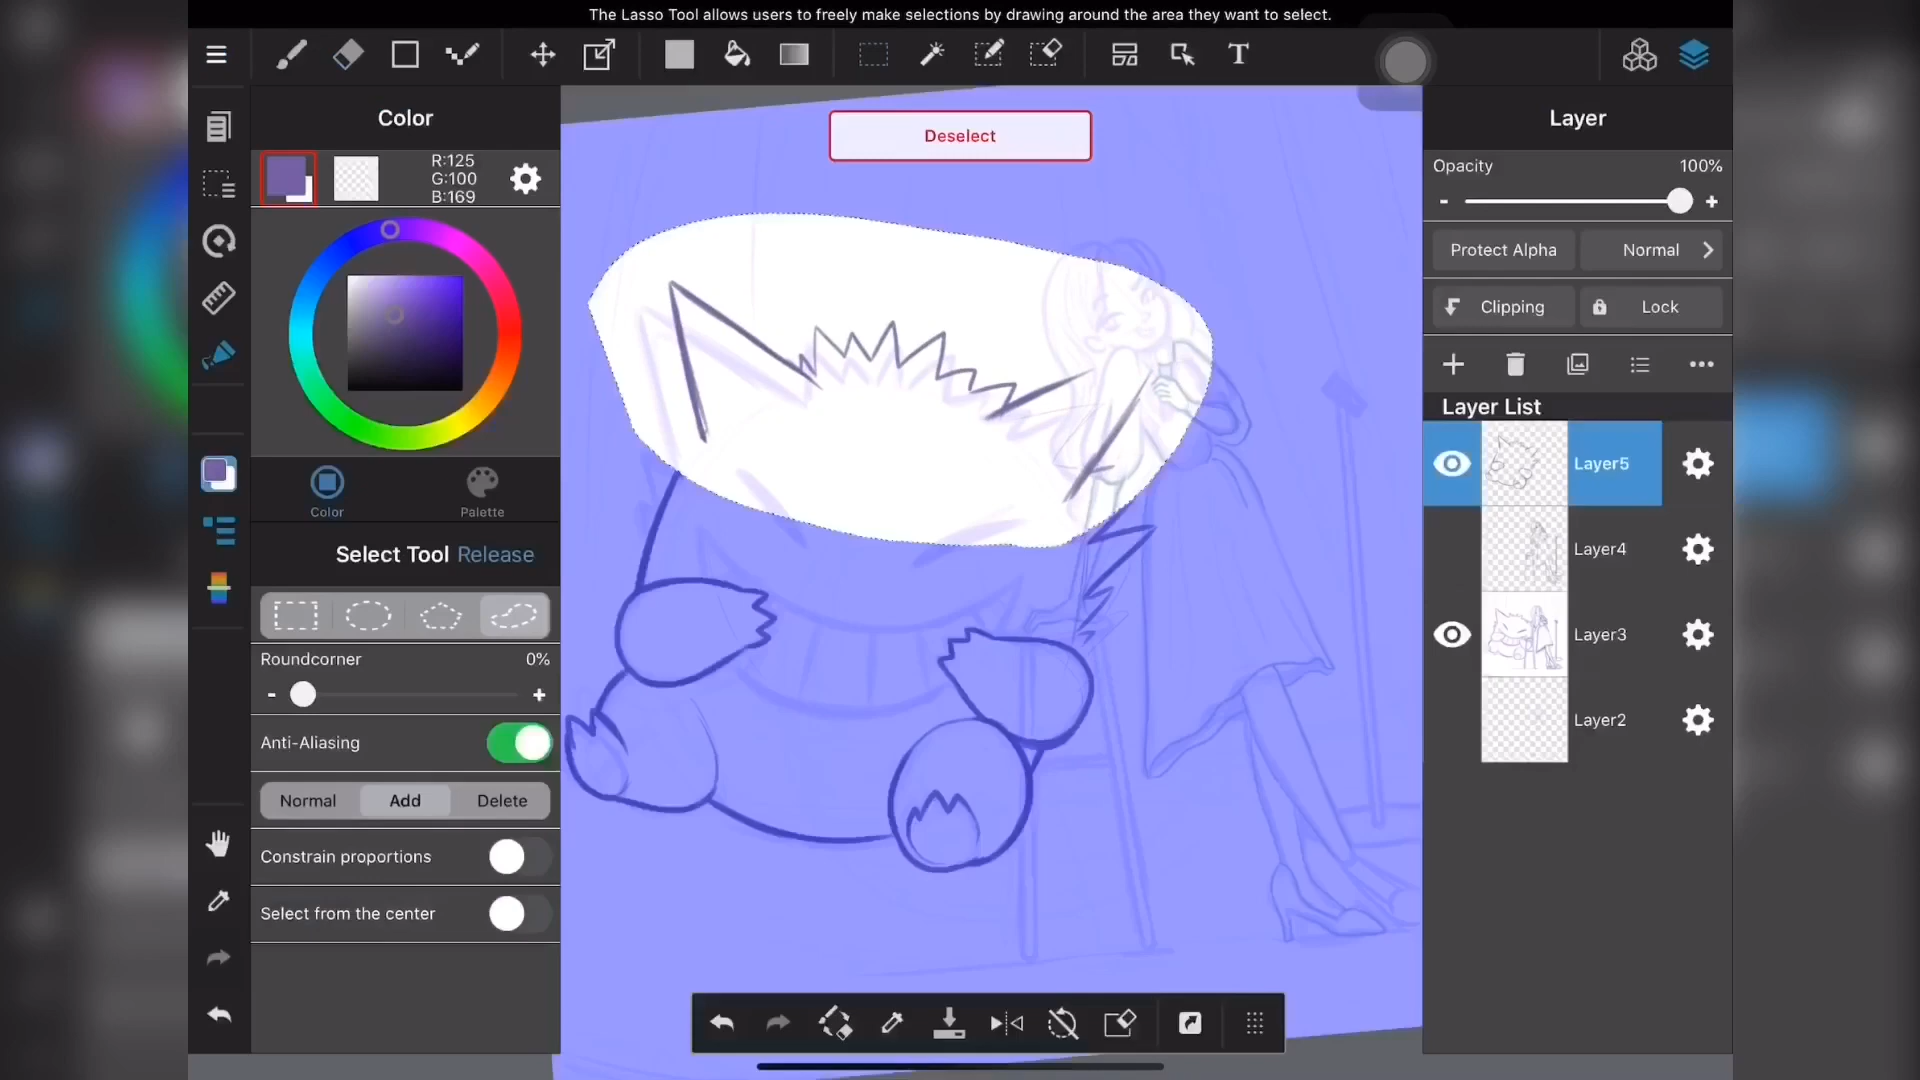 The Lasso Tool allows users to freely make selections by drawing around the area they want to select.
T
Color
R:125
G:100
B:169
Color
Palette
Select Tool Release
Roundcorner 0%
- +
Anti-Aliasing
Normal Add Delete
Constrain proportions
Select from the center
Deselect
Layer
Opacity 100%
- +
Protect Alpha Normal
Clipping Lock
Layer List
Layer5
Layer4
Layer3
Layer2